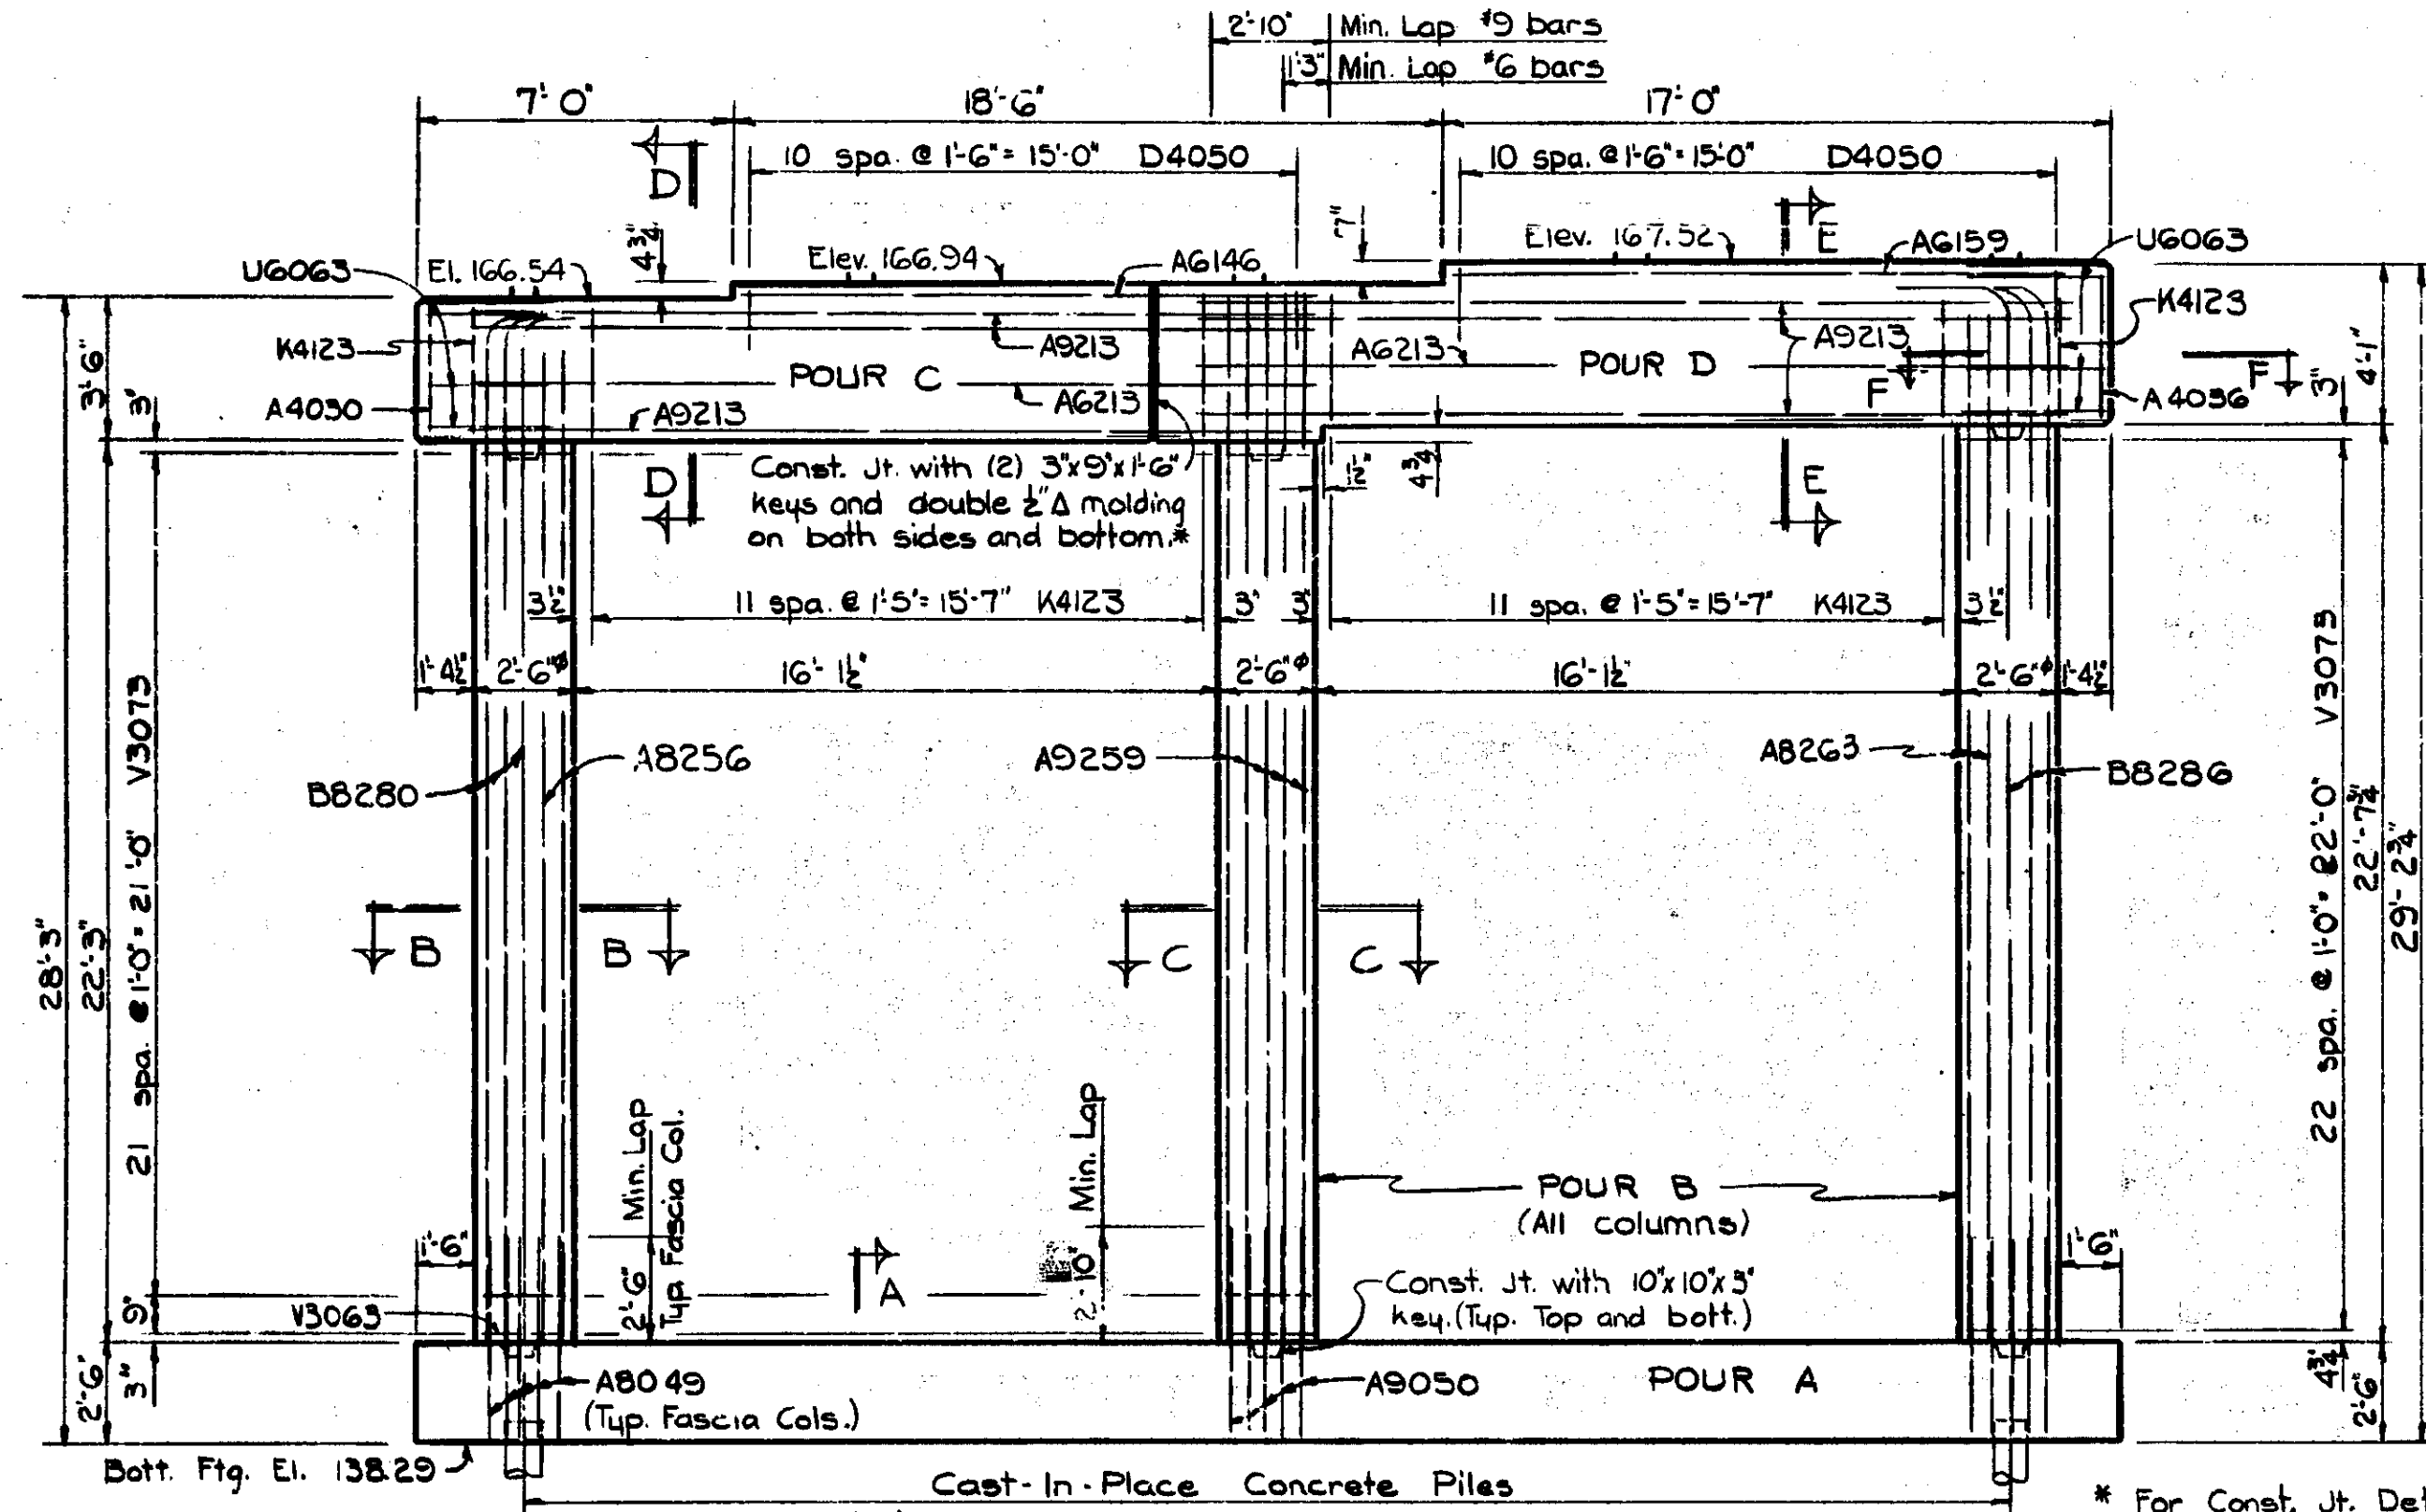 2'-10" Min. Lap #9 bars
1'-3" Min. Lap #6 bars
7'-0" 18'-6" 17'-0"
10 spa. @ 1'-6" = 15'-0" D4050
10 spa. @ 1'-6" = 15'-0" D4050
D
E
4 3/4"
7"
U6063
El. 166.54
Elev. 166.94
A6146
Elev. 167.52
A6159
U6063
K4123
K4123
A9213
A6213
A9213
POUR C
POUR D
A6213
F
F
A4030
A9213
A4036
3'-6"
3"
3"
4'-1"
Const. Jt. with (2) 3"x9"x1'-6"
keys and double 1/2" Δ molding
on both sides and bottom.*
D
1 1/2"
4 3/4"
E
3 1/2"
11 spa. @ 1'-5" = 15'-7" K4123
3"
3"
11 spa. @ 1'-5" = 15'-7" K4123
3 1/2"
1'-4 1/2"
2'-6"ϕ
16'-1 1/2"
2'-6"ϕ
16'-1 1/2"
2'-6"ϕ
1'-4 1/2"
B8280
A8256
A9259
A8263
B8286
28'-3"
22'-3"
21 spa. @ 1'-0" = 21'-0" V3073
22 spa. @ 1'-0" = 22'-0" V3073
22'-7 3/4"
29'-2 3/4"
B
B
C
C
2'-6" Min. Lap
Typ. Fascia Col.
2'-10" Min. Lap
POUR B
(All columns)
1'-6"
1'-6"
A
Const. Jt. with 10"x10"x3"
key. (Typ. Top and bott.)
9"
V3063
2'-6"
3"
A8049
(Typ. Fascia Cols.)
A9050
POUR A
4 3/4"
2'-6"
Bott. Ftg. El. 138.29
Cast-In-Place Concrete Piles
* For Const. Jt. Det